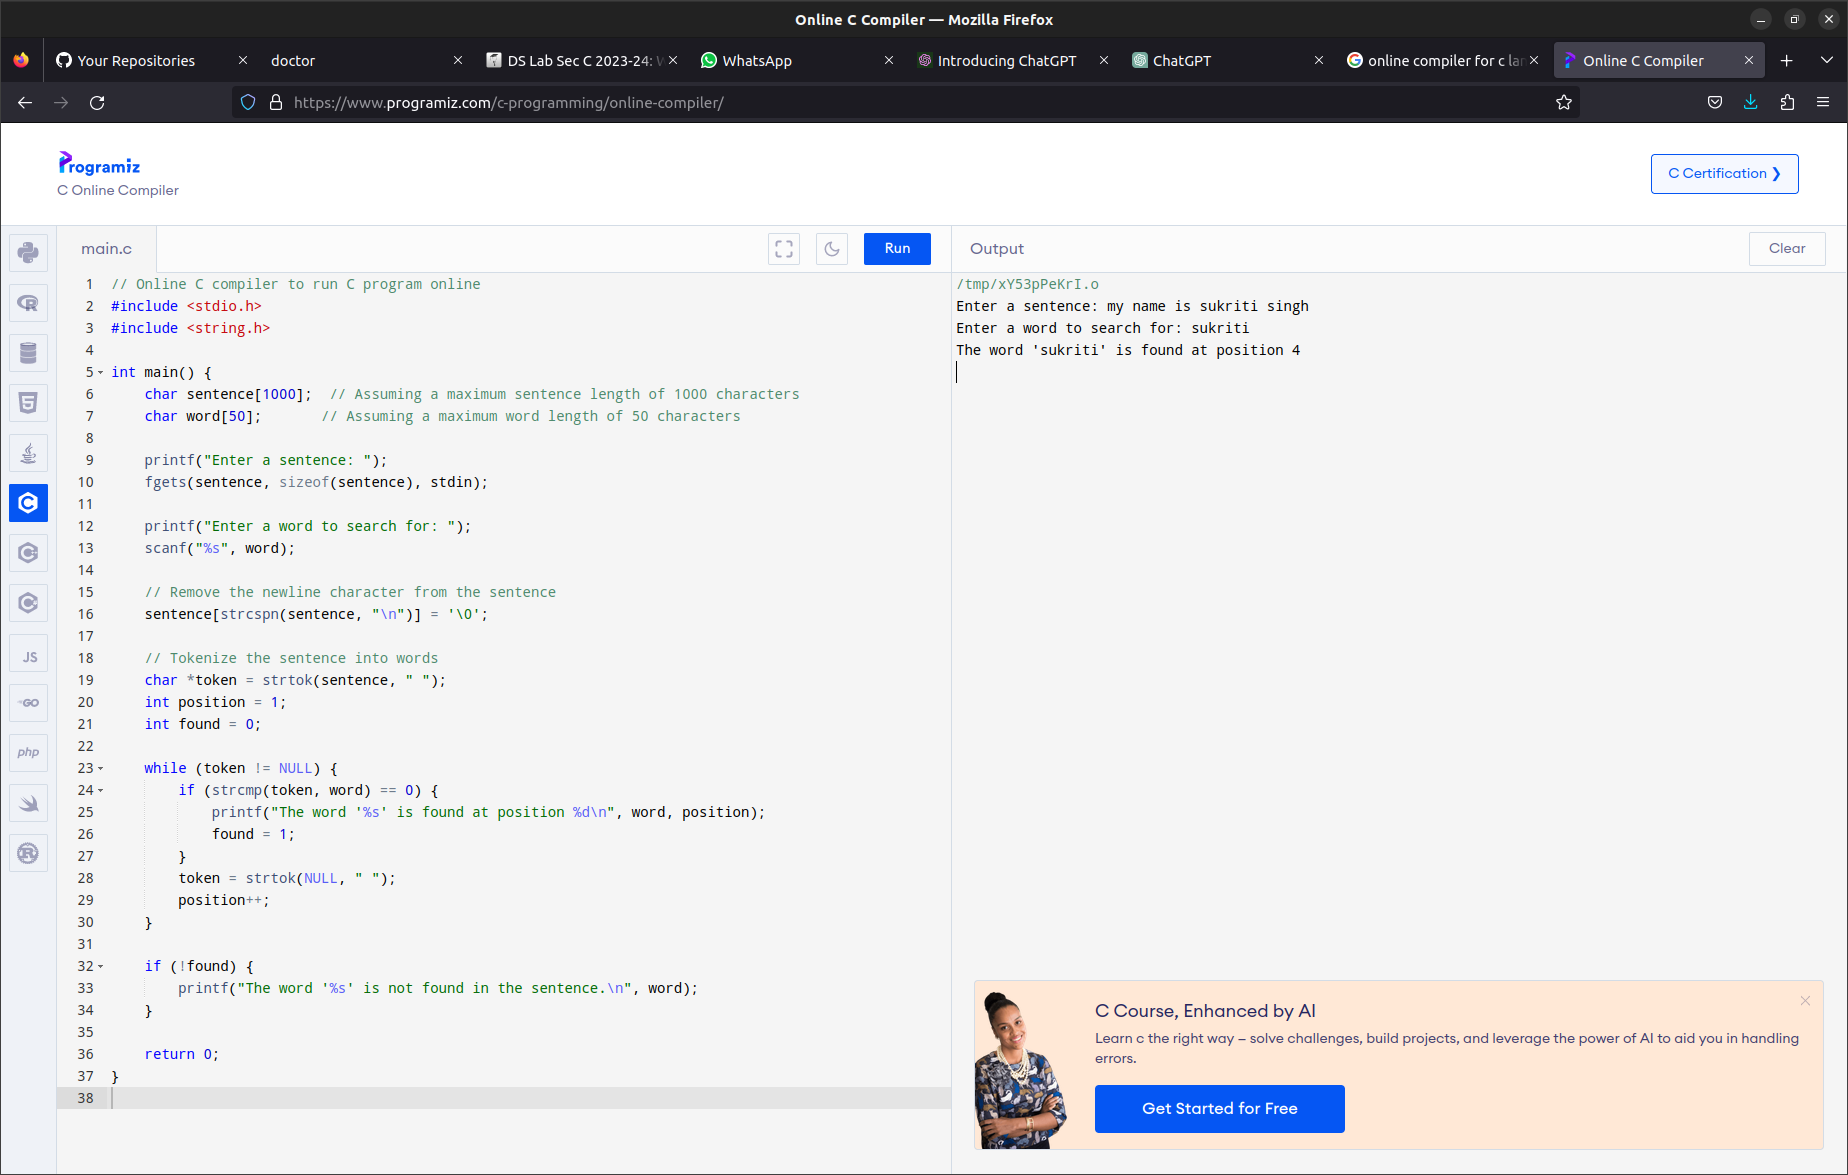 Online C Compiler — Mozilla Firefox
Your Repositories
doctor
DS Lab Sec C 2023-24:
WhatsApp
Introducing ChatGPT
ChatGPT
online compiler for c
Online C Compiler
https://www.programiz.com/c-programming/online-compiler/
Programiz
C Online Compiler
C Certification ❯
main.c
Run
Output
Clear
1 // Online C compiler to run C program online
2 #include <stdio.h>
3 #include <string.h>
4
5 int main() {
6     char sentence[1000];  // Assuming a maximum sentence length of 1000 characters
7     char word[50];       // Assuming a maximum word length of 50 characters
8
9     printf("Enter a sentence: ");
10     fgets(sentence, sizeof(sentence), stdin);
11
12     printf("Enter a word to search for: ");
13     scanf("%s", word);
14
15     // Remove the newline character from the sentence
16     sentence[strcspn(sentence, "\n")] = '\0';
17
18     // Tokenize the sentence into words
19     char *token = strtok(sentence, " ");
20     int position = 1;
21     int found = 0;
22
23     while (token != NULL) {
24         if (strcmp(token, word) == 0) {
25             printf("The word '%s' is found at position %d\n", word, position);
26             found = 1;
27         }
28         token = strtok(NULL, " ");
29         position++;
30     }
31
32     if (!found) {
33         printf("The word '%s' is not found in the sentence.\n", word);
34     }
35
36     return 0;
37 }
38
/tmp/xY53pPeKrI.o
Enter a sentence: my name is sukriti singh
Enter a word to search for: sukriti
The word 'sukriti' is found at position 4
JS
GO
php
C Course, Enhanced by AI
Learn c the right way – solve challenges, build projects, and leverage the power of AI to aid you in handling
errors.
Get Started for Free